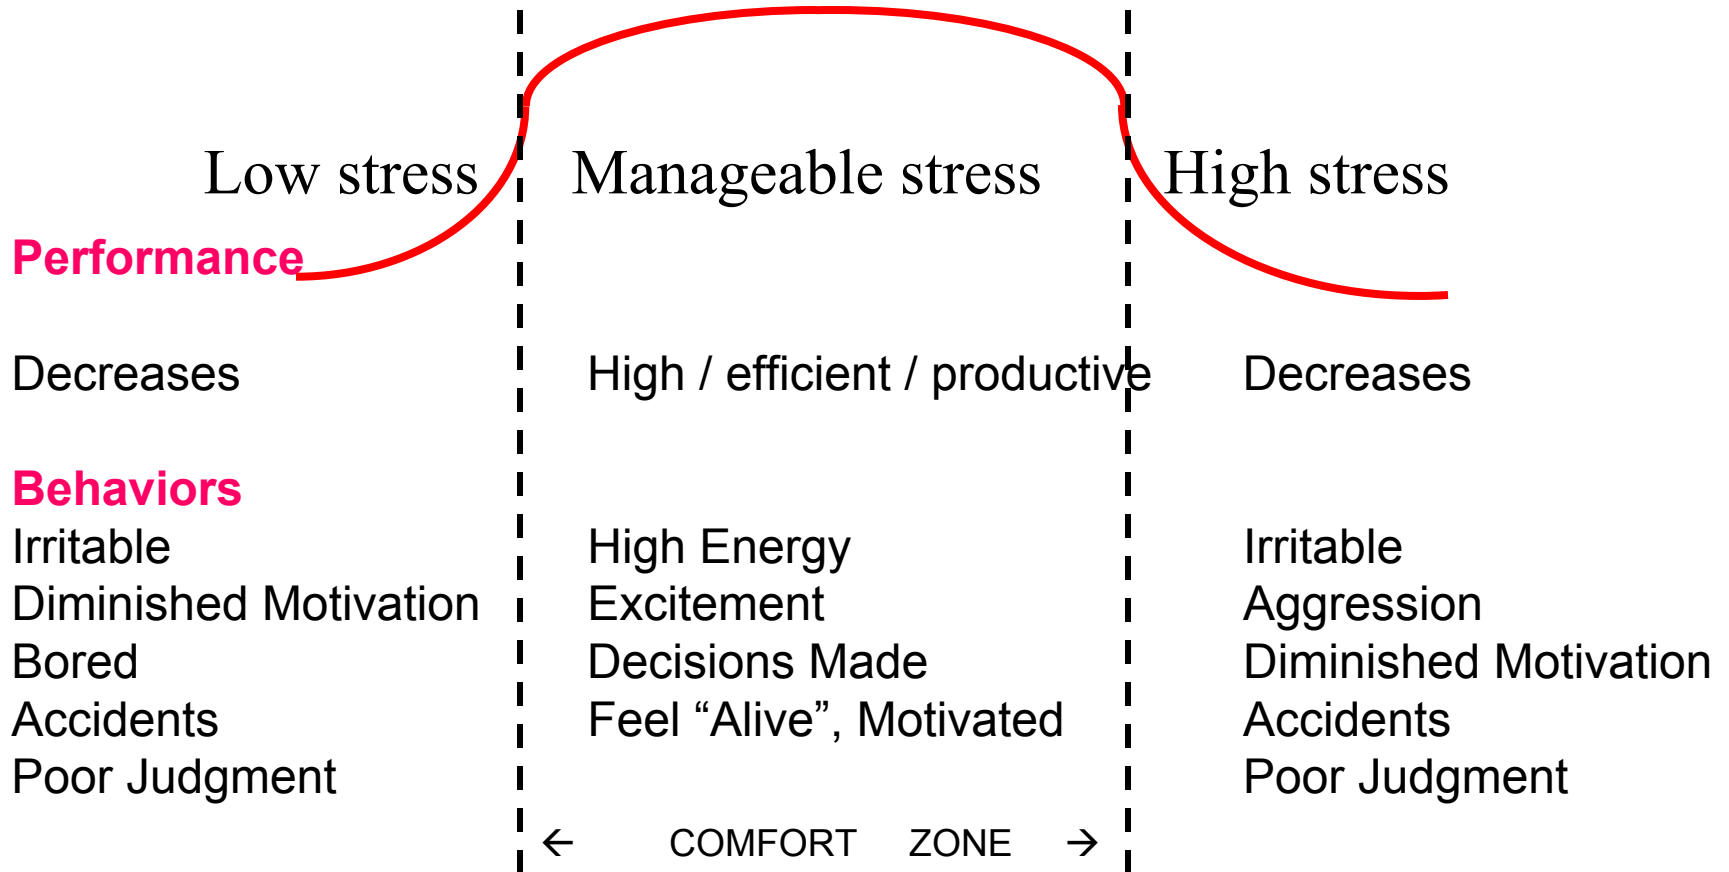 Low stress Manageable stress High stress
Performance
Decreases High / efficient / productive Decreases
Behaviors
Irritable High Energy Irritable
Diminished Motivation Excitement Aggression
Bored Decisions Made Diminished Motivation
Accidents Feel “Alive”, Motivated Accidents
Poor Judgment Poor Judgment
← COMFORT ZONE →